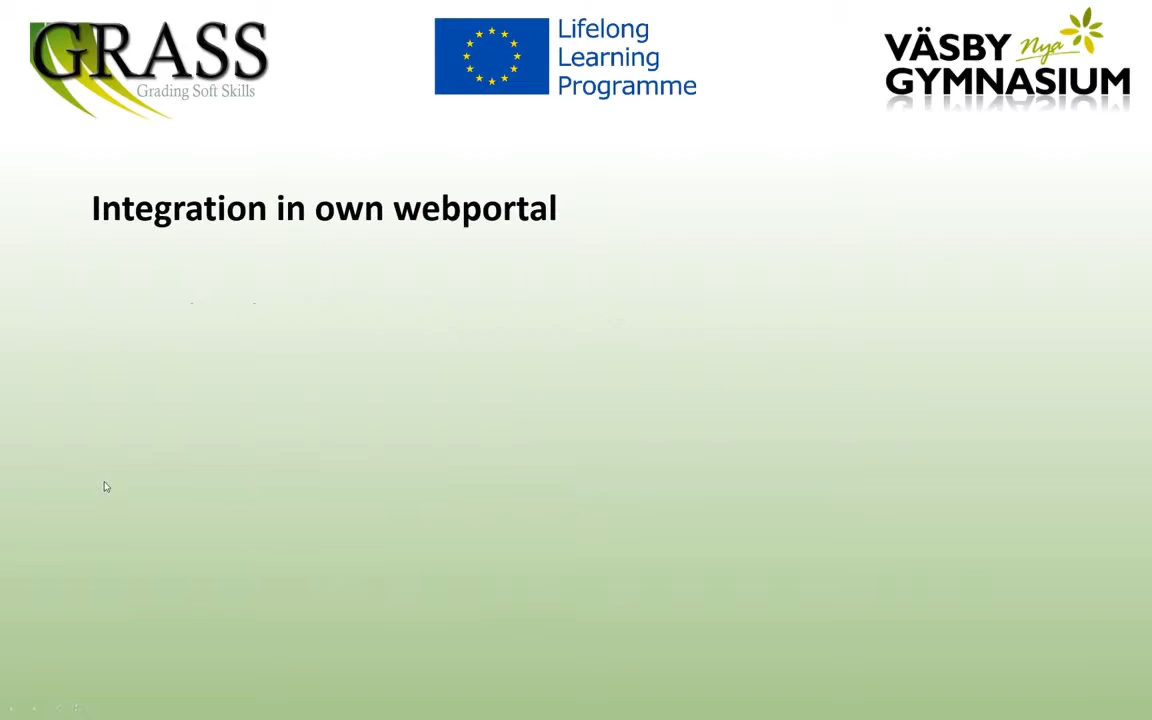 GRASS
Grading Soft Skills
Lifelong
Learning
Programme
VÄSBY Nya
GYMNASIUM
Integration in own webportal